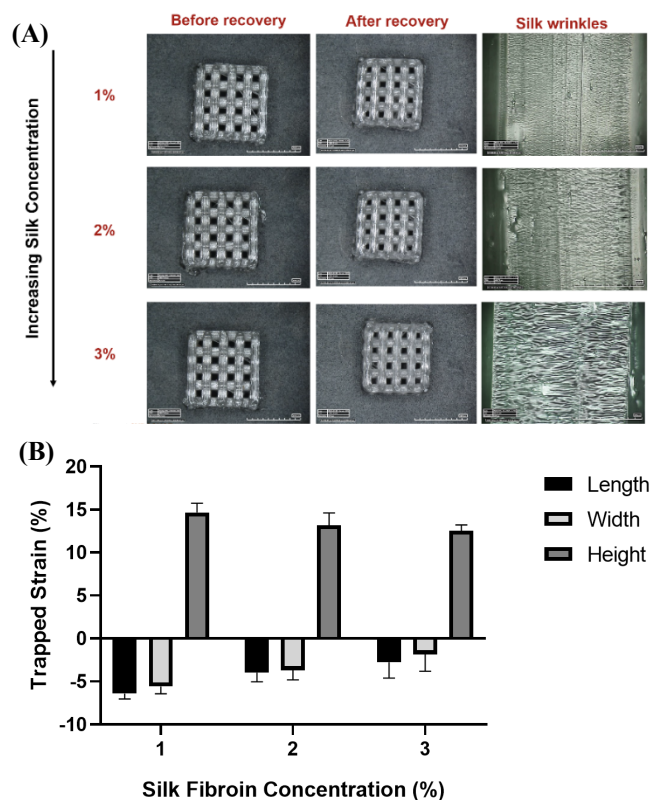 (A)
Before recovery
After recovery
Silk wrinkles
Increasing Silk Concentration
1%
2%
3%
(B)
Trapped Strain (%)
20
15
10
5
0
-5
-10
1
2
3
Silk Fibroin Concentration (%)
Length
Width
Height